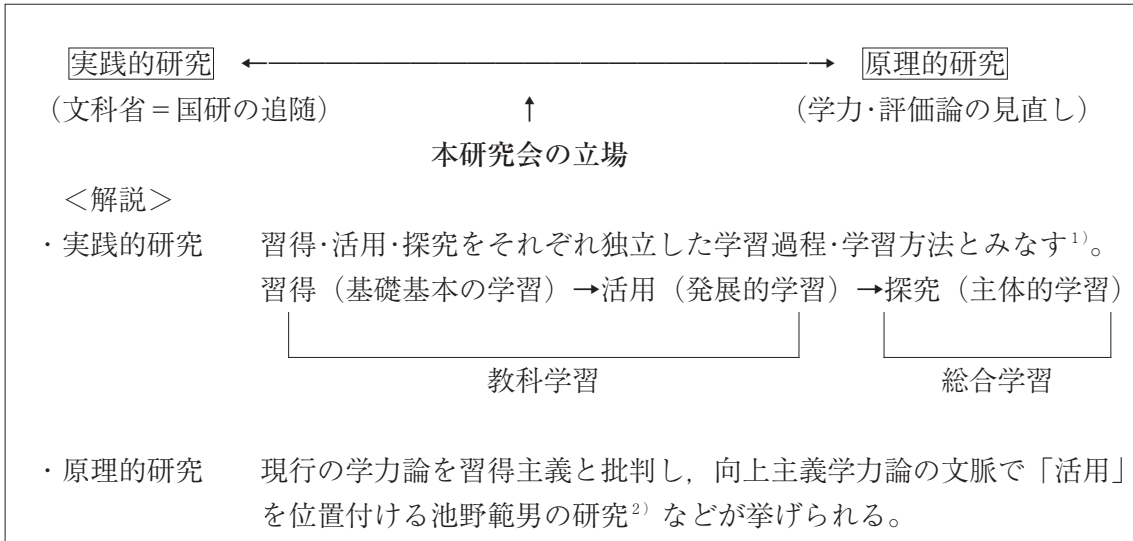 実践的研究 ←→ 原理的研究
（文科省＝国研の追随） ↑ （学力・評価論の見直し）
本研究会の立場
＜解説＞
・実践的研究 習得・活用・探究をそれぞれ独立した学習過程・学習方法とみなす1)。
習得（基礎基本の学習）→活用（発展的学習）→探究（主体的学習）
教科学習 総合学習
・原理的研究 現行の学力論を習得主義と批判し，向上主義学力論の文脈で「活用」
を位置付ける池野範男の研究2)などが挙げられる。